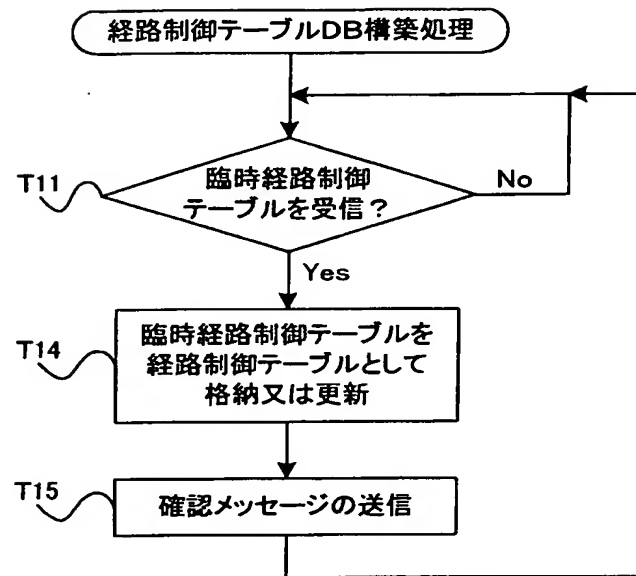 経路制御テーブルDB構築処理
T11
臨時経路制御
テーブルを受信？
No
Yes
T14
臨時経路制御テーブルを
経路制御テーブルとして
格納又は更新
T15
確認メッセージの送信